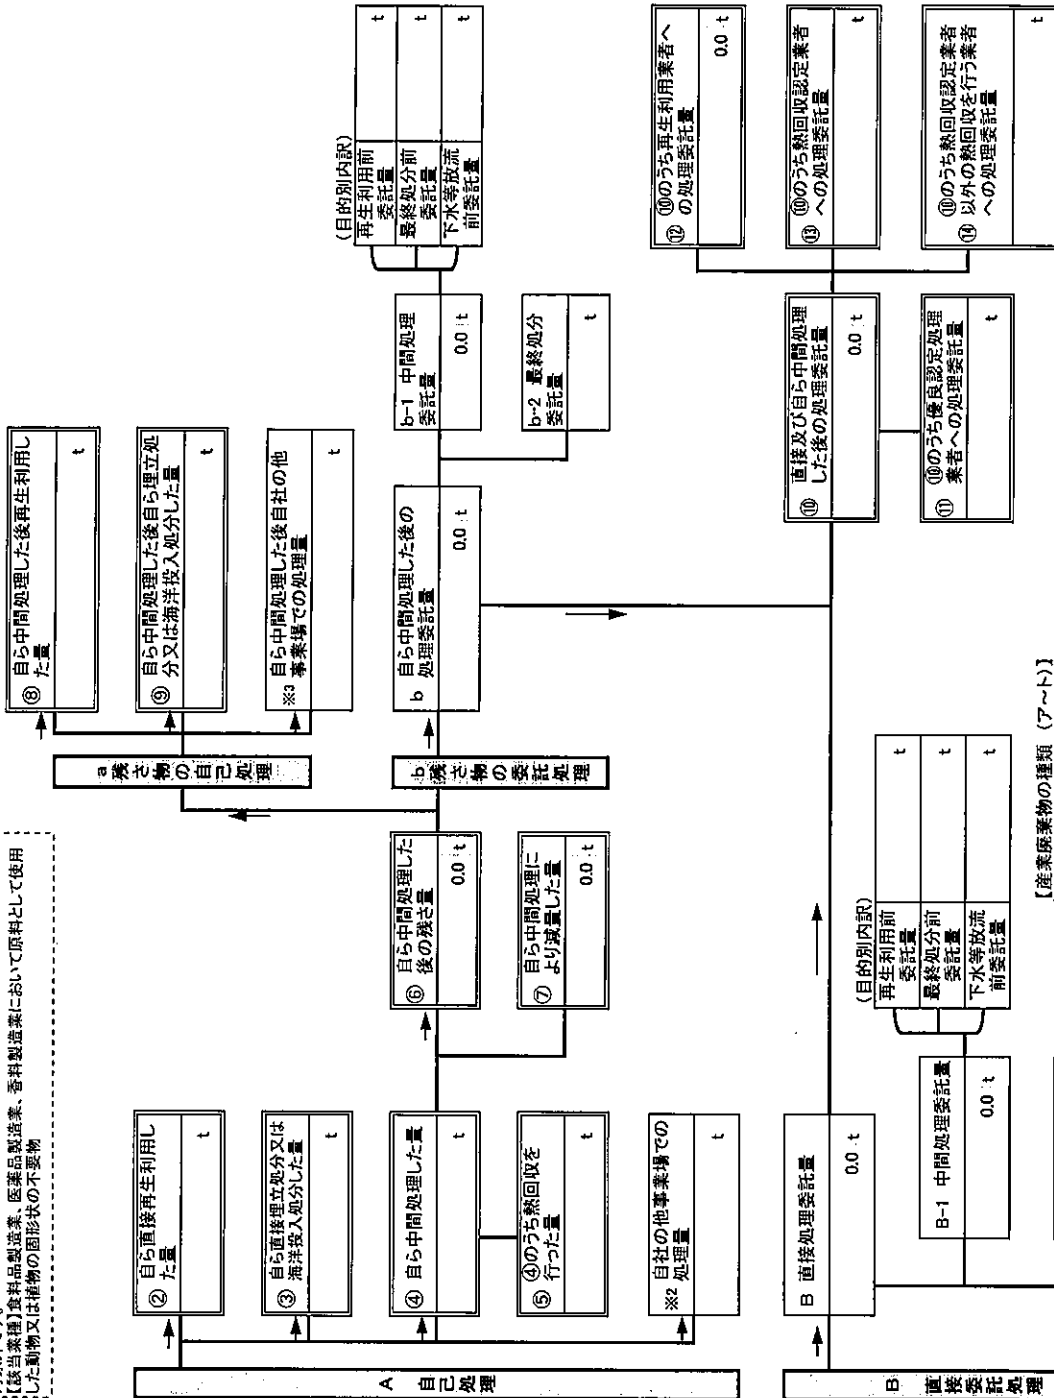 【該当業種】食料品製造業、医薬品製造業、香料製造業において原料として使用
した動物又は植物の固形状の不要物
A 自己処理
② 自ら直接再生利用し
た量
t
③ 自ら直接埋立処分又は
海洋投入処分した量
t
④ 自ら中間処理した量
t
⑤ ④のうち熱回収を
行った量
t
※2 自社の他事業場での
処理量
t
⑥ 自ら中間処理した
後の残さ量
0.0 t
⑦ 自ら中間処理に
より減量した量
0.0 t
a 残さ物の自己処理
⑧ 自ら中間処理した後再生利用し
た量
t
⑨ 自ら中間処理した後自ら埋立処
分又は海洋投入処分した量
t
※3 自ら中間処理した後自社の他
事業場での処理量
t
b 残さ物の委託処理
b 自ら中間処理した後の
処理委託量
0.0 t
b-1 中間処理
委託量
0.0 t
b-2 最終処分
委託量
t
(目的別内訳)
再生利用前
委託量
t
最終処分前
委託量
t
下水等放流
前委託量
t
B 直接委託処理
B 直接処理委託量
0.0 t
B-1 中間処理委託量
0.0 t
(目的別内訳)
再生利用前
委託量
t
最終処分前
委託量
t
下水等放流
前委託量
t
⑩ 直接及び自ら中間処理
した後の処理委託量
0.0 t
⑪ ⑩のうち優良認定処理
業者への処理委託量
t
⑫ ⑩のうち再生利用業者へ
の処理委託量
0.0 t
⑬ ⑩のうち熱回収認定業者
への処理委託量
t
⑭ ⑩のうち熱回収認定業者
以外の熱回収を行う業者
への処理委託量
t
【産業廃棄物の種類 (ア～ト)】